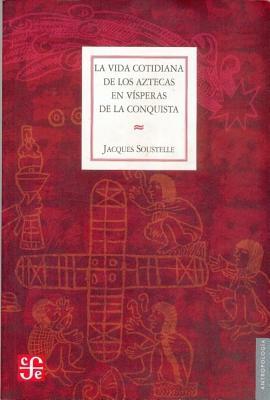 LA VIDA COTIDIANA
DE LOS AZTECAS
EN VÍSPERAS
DE LA CONQUISTA
JACQUES SOUSTELLE
ANTROPOLOGÍA
FCE